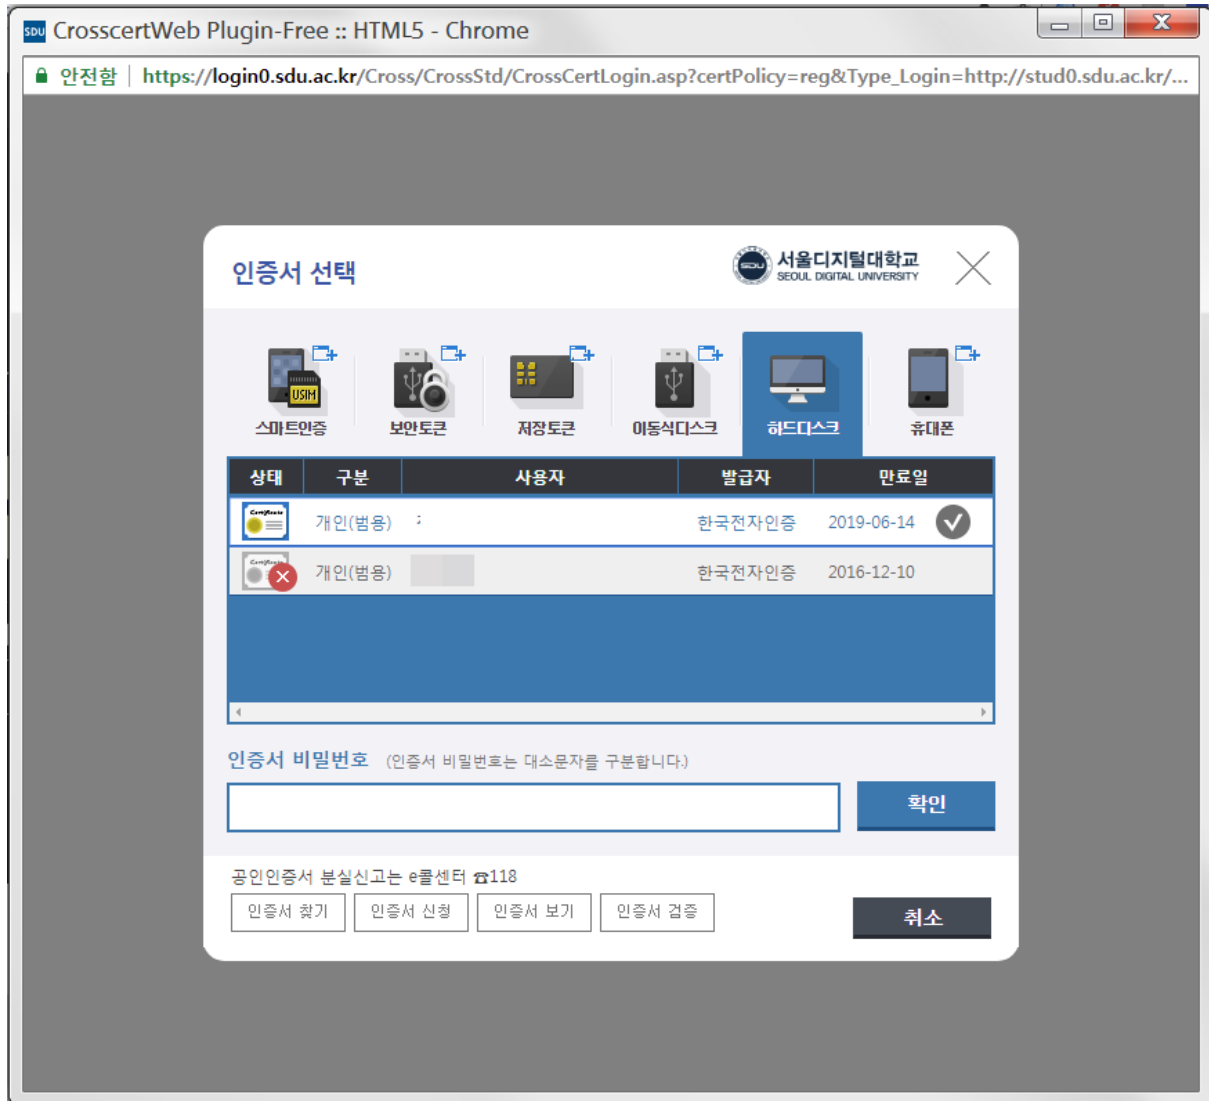 SDU CrosscertWeb Plugin-Free :: HTML5 - Chrome
안전함 https://login0.sdu.ac.kr/Cross/CrossStd/CrossCertLogin.asp?certPolicy=reg&Type_Login=http://stud0.sdu.ac.kr/...
인증서 선택
SDU 서울디지털대학교
SEOUL DIGITAL UNIVERSITY
USIM
스마트인증 보안토큰 저장토큰 이동식디스크 하드디스크 휴대폰
상태 구분 사용자 발급자 만료일
Certificate 개인(범용) 한국전자인증 2019-06-14
Certificate 개인(범용) 한국전자인증 2016-12-10
인증서 비밀번호 (인증서 비밀번호는 대소문자를 구분합니다.)
확인
공인인증서 분실신고는 e콜센터 ☎118
인증서 찾기 인증서 신청 인증서 보기 인증서 검증
취소